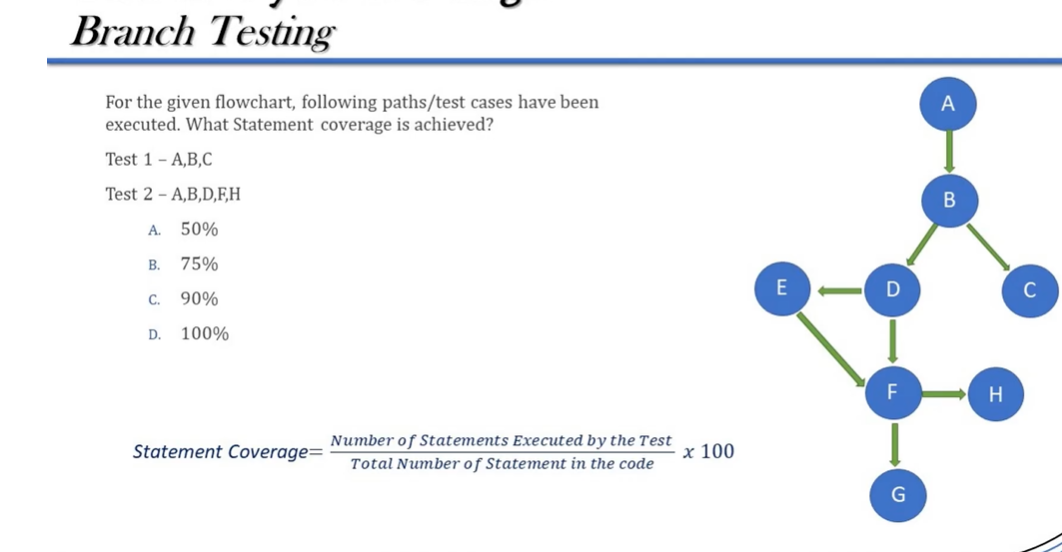 Branch Testing
For the given flowchart, following paths/test cases have been
executed. What Statement coverage is achieved?
Test 1 – A,B,C
Test 2 – A,B,D,F,H
A. 50%
B. 75%
C. 90%
D. 100%
Statement Coverage= Number of Statements Executed by the Test
Total Number of Statement in the code x 100
A
B
E D C
F H
G